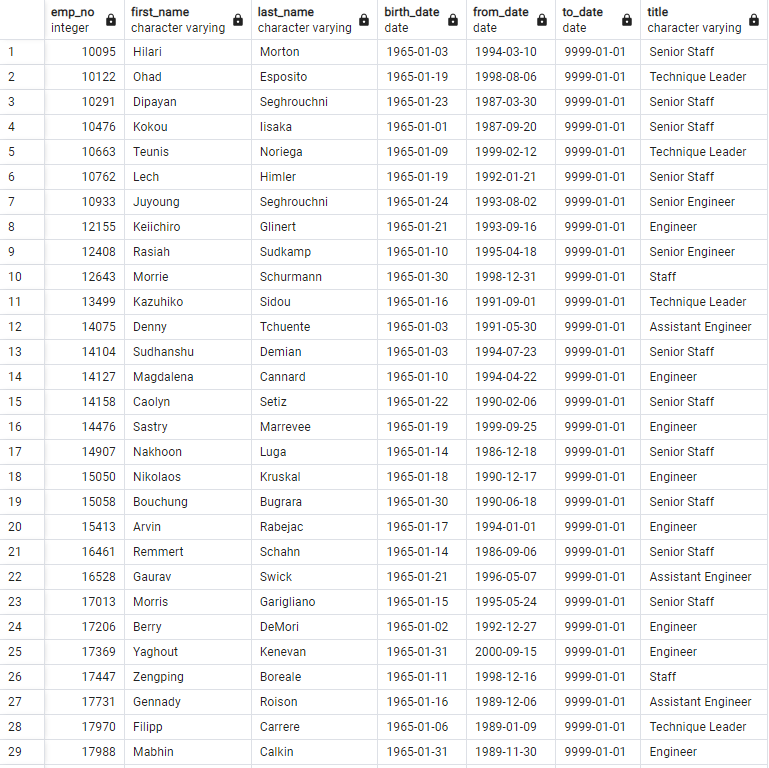 emp_no first_name last_name birth_date from_date to_date title
integer character varying character varying date date date character varying
1 10095 Hilari Morton 1965-01-03 1994-03-10 9999-01-01 Senior Staff
2 10122 Ohad Esposito 1965-01-19 1998-08-06 9999-01-01 Technique Leader
3 10291 Dipayan Seghrouchni 1965-01-23 1987-03-30 9999-01-01 Senior Staff
4 10476 Kokou Iisaka 1965-01-01 1987-09-20 9999-01-01 Senior Staff
5 10663 Teunis Noriega 1965-01-09 1999-02-12 9999-01-01 Technique Leader
6 10762 Lech Himler 1965-01-19 1992-01-21 9999-01-01 Senior Staff
7 10933 Juyoung Seghrouchni 1965-01-24 1993-08-02 9999-01-01 Senior Engineer
8 12155 Keiichiro Glinert 1965-01-21 1993-09-16 9999-01-01 Engineer
9 12408 Rasiah Sudkamp 1965-01-10 1995-04-18 9999-01-01 Senior Engineer
10 12643 Morrie Schurmann 1965-01-30 1998-12-31 9999-01-01 Staff
11 13499 Kazuhiko Sidou 1965-01-16 1991-09-01 9999-01-01 Technique Leader
12 14075 Denny Tchuente 1965-01-03 1991-05-30 9999-01-01 Assistant Engineer
13 14104 Sudhanshu Demian 1965-01-03 1994-07-23 9999-01-01 Senior Staff
14 14127 Magdalena Cannard 1965-01-10 1994-04-22 9999-01-01 Engineer
15 14158 Caolyn Setiz 1965-01-22 1990-02-06 9999-01-01 Senior Staff
16 14476 Sastry Marrevee 1965-01-19 1999-09-25 9999-01-01 Engineer
17 14907 Nakhoon Luga 1965-01-14 1986-12-18 9999-01-01 Senior Staff
18 15050 Nikolaos Kruskal 1965-01-18 1990-12-17 9999-01-01 Engineer
19 15058 Bouchung Bugrara 1965-01-30 1990-06-18 9999-01-01 Senior Staff
20 15413 Arvin Rabejac 1965-01-17 1994-01-01 9999-01-01 Engineer
21 16461 Remmert Schahn 1965-01-14 1986-09-06 9999-01-01 Senior Staff
22 16528 Gaurav Swick 1965-01-21 1996-05-07 9999-01-01 Assistant Engineer
23 17013 Morris Garigliano 1965-01-15 1995-05-24 9999-01-01 Senior Staff
24 17206 Berry DeMori 1965-01-02 1992-12-27 9999-01-01 Engineer
25 17369 Yaghout Kenevan 1965-01-31 2000-09-15 9999-01-01 Engineer
26 17447 Zengping Boreale 1965-01-11 1998-12-16 9999-01-01 Staff
27 17731 Gennady Roison 1965-01-16 1989-12-06 9999-01-01 Assistant Engineer
28 17970 Filipp Carrere 1965-01-06 1989-01-09 9999-01-01 Technique Leader
29 17988 Mabhin Calkin 1965-01-31 1989-11-30 9999-01-01 Engineer